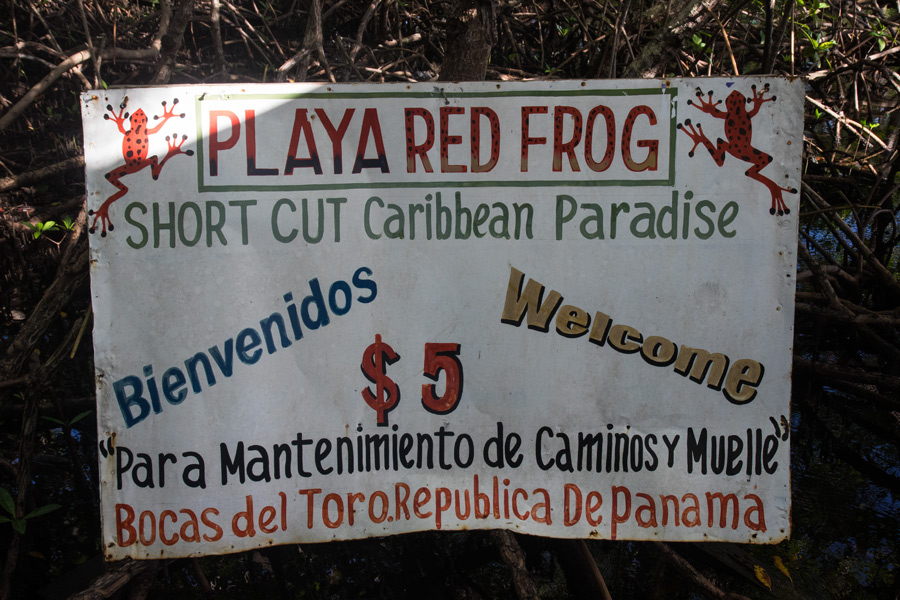 PLAYA RED FROG
SHORT CUT Caribbean Paradise
Bienvenidos
Welcome
$ 5
"Para Mantenimiento de Caminos y Muelle"
Bocas del Toro. Republica De Panama